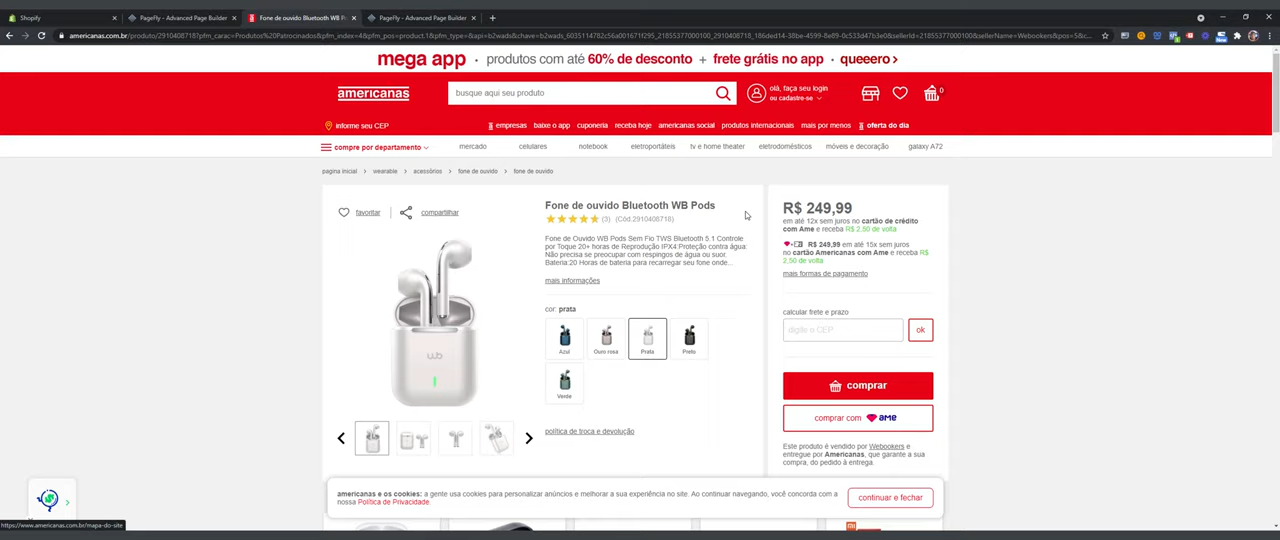 Shopify
PageFly - Advanced Page Builder
Fone de ouvido Bluetooth WB Po
PageFly - Advanced Page Builder
mega app · produtos com até 60% de desconto + frete grátis no app · queeero >
americanas
busque aqui seu produto
olá, faça seu login
ou cadastre-se
0
informe seu CEP
empresas
baixe o app
cuponeria
receba hoje
americanas social
produtos internacionais
mais por menos
oferta do dia
compre por departamento
mercado
celulares
notebook
eletroportáteis
tv e home theater
eletrodomésticos
móveis e decoração
galaxy A72
pagina inicial > wearable > acessórios > fone de ouvido > fone de ouvido
favoritar
compartilhar
wb
Fone de ouvido Bluetooth WB Pods
(3) (Cód.2910408718)
Fone de Ouvido WB Pods Sem Fio TWS Bluetooth 5.1 Controle
por Toque 20+ horas de Reprodução IPX4:Proteção contra água:
Não precisa se preocupar com respingos de água ou suor.
Bateria:20 Horas de bateria para recarregar seu fone onde...
mais informações
cor: prata
Azul
Ouro rosa
Prata
Preto
Verde
política de troca e devolução
R$ 249,99
em até 12x sem juros no cartão de crédito
com Ame e receba R$ 2,50 de volta
R$ 249,99 em até 15x sem juros
no cartão Americanas com Ame e receba R$
2,50 de volta
mais formas de pagamento
calcular frete e prazo
digite o CEP
ok
comprar
comprar com ame
Este produto é vendido por Webookers e
entregue por Americanas, que garante a sua
compra, do pedido à entrega.
americanas e os cookies: a gente usa cookies para personalizar anúncios e melhorar a sua experiência no site. Ao continuar navegando, você concorda com a
nossa Política de Privacidade.
continuar e fechar
https://www.americanas.com.br/mapa-do-site